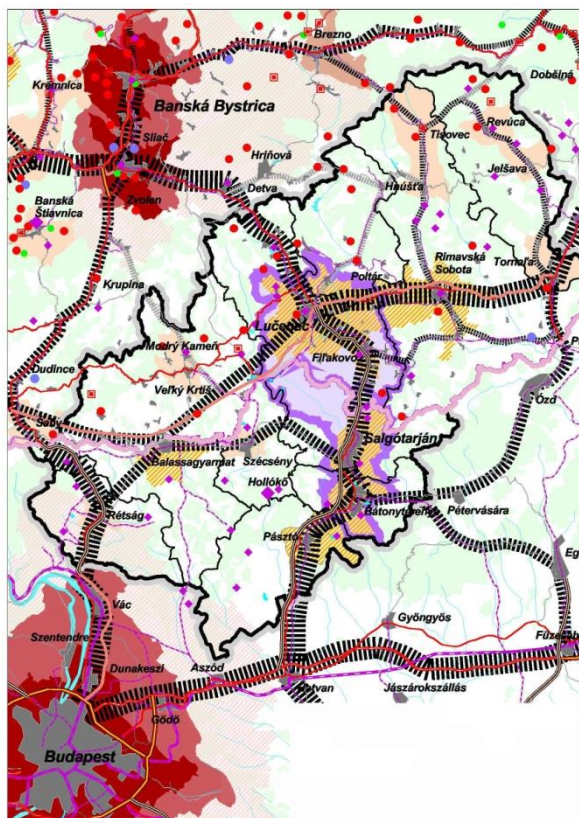 Brezno
Dobšiná
Kremnica
Banská Bystrica
Tisovec
Revúca
Sliač
Hriňová
Jelšava
Hnúšťa
Detva
Zvolen
Banská
Štiavnica
Rimavská
Sobota
Tornaľa
Poltár
Krupina
Lučenec
Modrý Kameň
Fiľakovo
Dudince
Veľký Krtíš
Ózd
Šahy
Salgótarján
Balassagyarmat
Szécsény
Hollókő
Bátonyterenye
Pétervására
Rétság
Pásztó
Vác
Gyöngyös
Szentendre
Dunakeszi
Aszód
Hatvan
Jászárokszállás
Gödö
Budapest